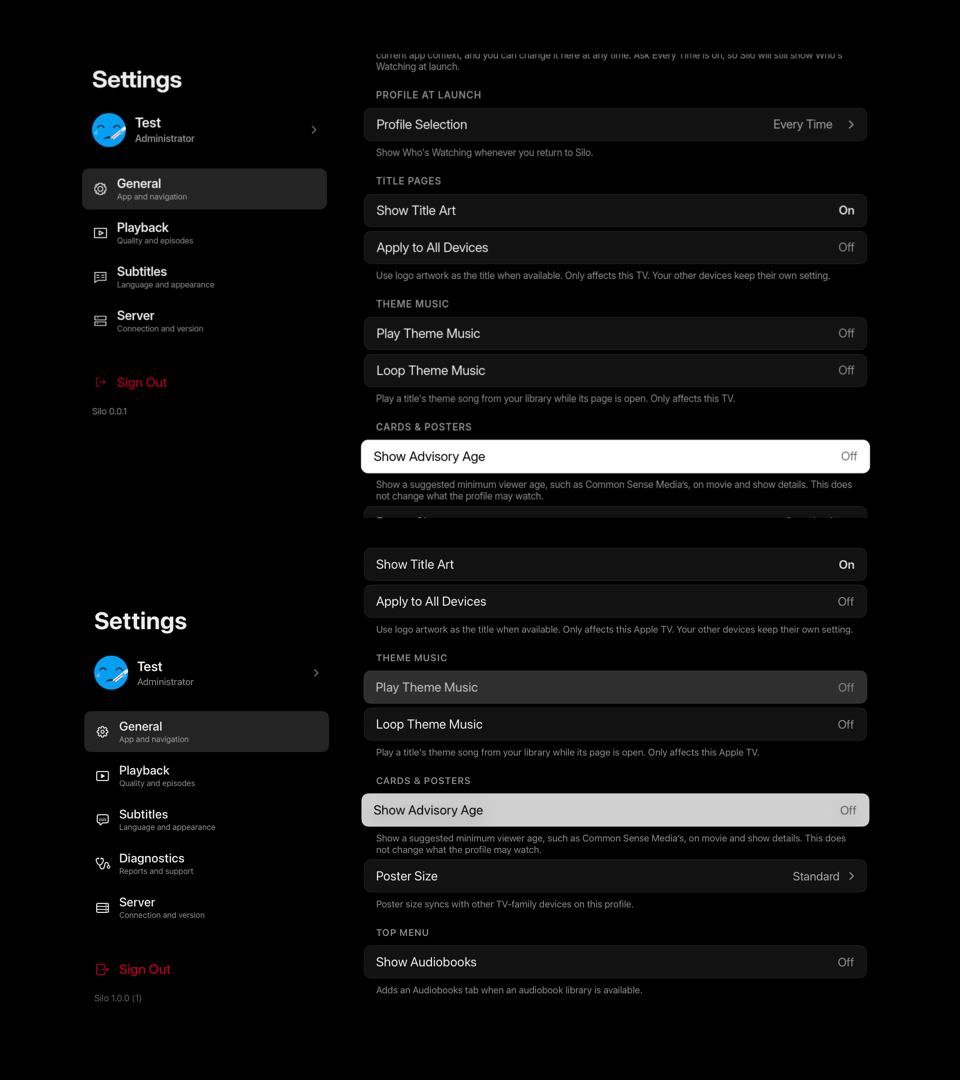 Settings
Test
Administrator
General
App and navigation
Playback
Quality and episodes
Subtitles
Language and appearance
Server
Connection and version
Sign Out
Silo 0.0.1
current app context, and you can change it here at any time. Ask Every Time is on, so Silo will still show Who's
Watching at launch.
PROFILE AT LAUNCH
Profile Selection Every Time
Show Who's Watching whenever you return to Silo.
TITLE PAGES
Show Title Art On
Apply to All Devices Off
Use logo artwork as the title when available. Only affects this TV. Your other devices keep their own setting.
THEME MUSIC
Play Theme Music Off
Loop Theme Music Off
Play a title's theme song from your library while its page is open. Only affects this TV.
CARDS & POSTERS
Show Advisory Age Off
Show a suggested minimum viewer age, such as Common Sense Media's, on movie and show details. This does
not change what the profile may watch.
Settings
Test
Administrator
General
App and navigation
Playback
Quality and episodes
Subtitles
Language and appearance
Diagnostics
Reports and support
Server
Connection and version
Sign Out
Silo 1.0.0 (1)
Show Title Art On
Apply to All Devices Off
Use logo artwork as the title when available. Only affects this Apple TV. Your other devices keep their own setting.
THEME MUSIC
Play Theme Music Off
Loop Theme Music Off
Play a title's theme song from your library while its page is open. Only affects this Apple TV.
CARDS & POSTERS
Show Advisory Age Off
Show a suggested minimum viewer age, such as Common Sense Media's, on movie and show details. This does
not change what the profile may watch.
Poster Size Standard
Poster size syncs with other TV-family devices on this profile.
TOP MENU
Show Audiobooks Off
Adds an Audiobooks tab when an audiobook library is available.